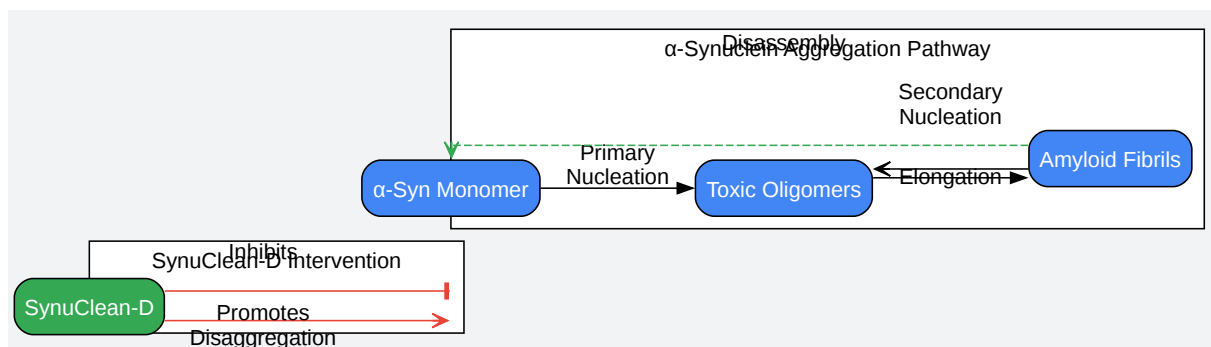 Disassembly
α-Synuclein Aggregation Pathway
Secondary
Nucleation
Primary
Nucleation
Amyloid Fibrils
α-Syn Monomer
Toxic Oligomers
Elongation
Inhibits
SynuClean-D Intervention
SynuClean-D
Promotes
Disaggregation